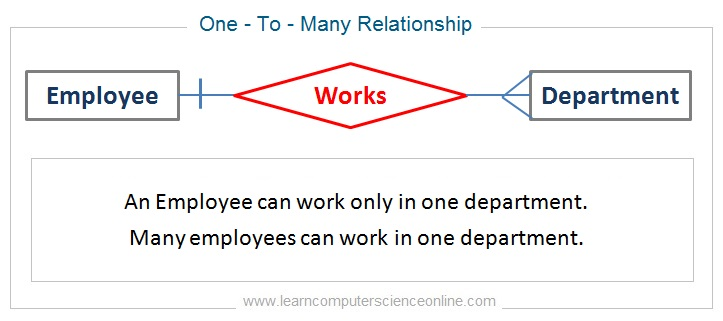 One - To - Many Relationship
Employee
Works
Department
An Employee can work only in one department.
Many employees can work in one department.
www.learncomputerscienceonline.com